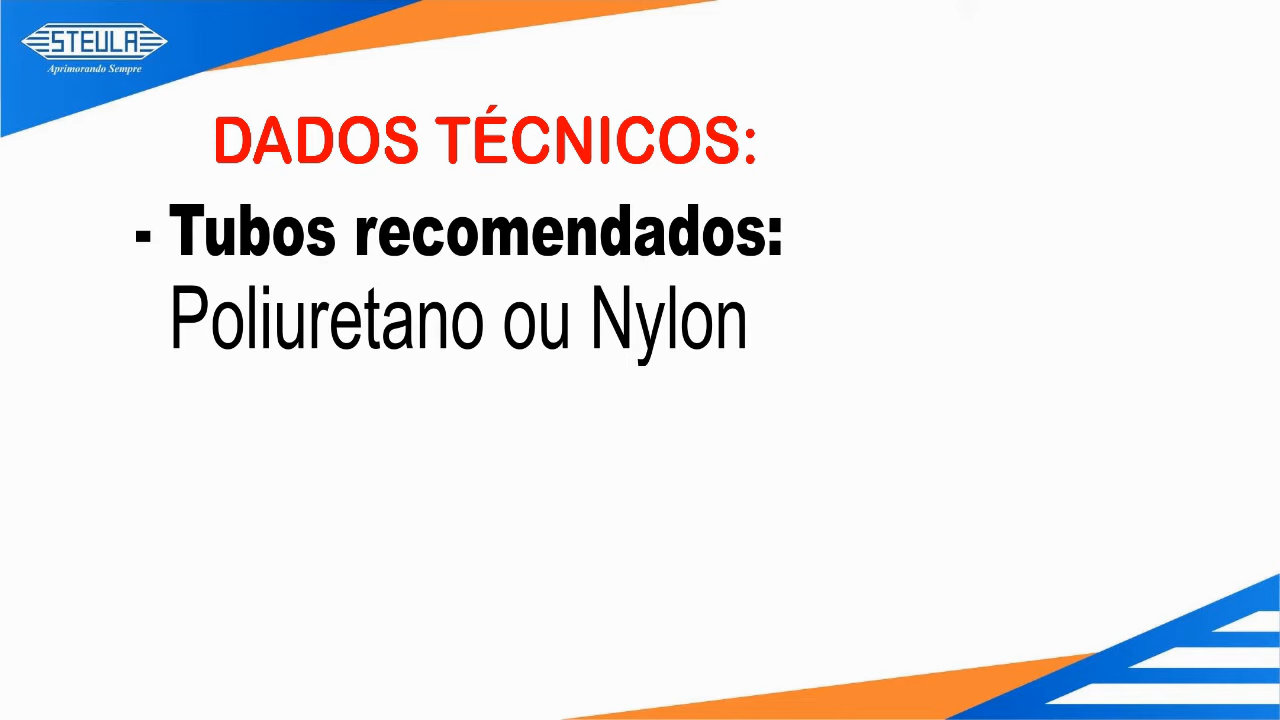 STEULA
Aprimorando Sempre
DADOS TÉCNICOS:
- Tubos recomendados:
Poliuretano ou Nylon